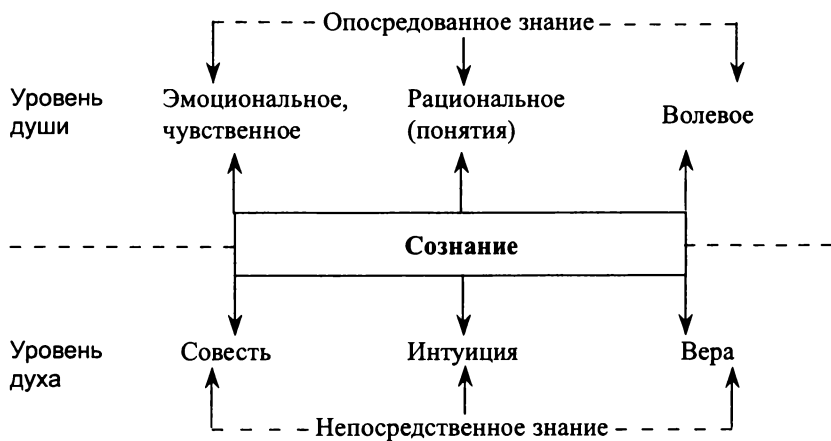 Опосредованное знание
Уровень души
Эмоциональное,
чувственное
Рациональное
(понятия)
Волевое
Сознание
Уровень духа
Совесть
Интуиция
Вера
Непосредственное знание